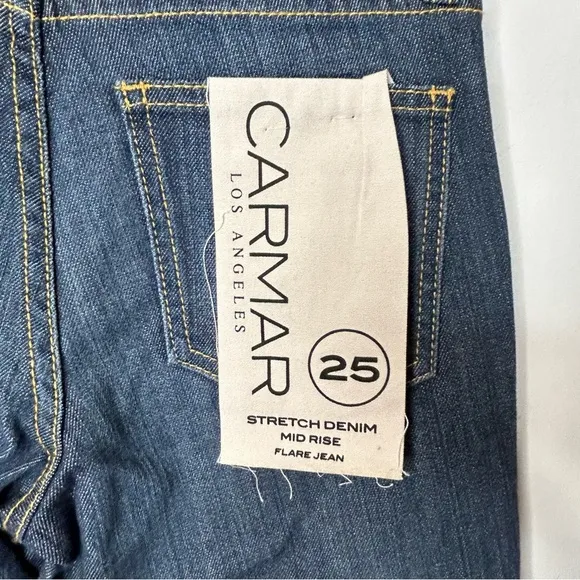 CARMAR
LOS ANGELES
25
STRETCH DENIM
MID RISE
FLARE JEAN